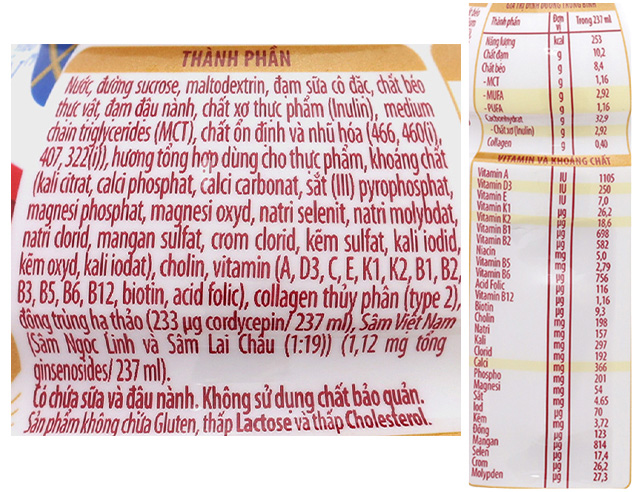 THÀNH PHẦN
Nước, đường sucrose, maltodextrin, đạm sữa cô đặc, chất béo
thực vật, đạm đậu nành, chất xơ thực phẩm (Inulin), medium
chain triglycerides (MCT), chất ổn định và nhũ hóa (466, 460(i),
407, 322(i)), hương tổng hợp dùng cho thực phẩm, khoáng chất
(kali citrat, calci phosphat, calci carbonat, sắt (III) pyrophosphat,
magnesi phosphat, magnesi oxyd, natri selenit, natri molybdat,
natri clorid, mangan sulfat, crom clorid, kẽm sulfat, kali iodid,
kẽm oxyd, kali iodat), cholin, vitamin (A, D3, C, E, K1, K2, B1, B2,
B3, B5, B6, B12, biotin, acid folic), collagen thủy phân (type 2),
đông trùng hạ thảo (233 µg cordycepin/ 237 ml), Sâm Việt Nam
(Sâm Ngọc Linh và Sâm Lai Châu (1:19)) (1,12 mg tổng
ginsenosides/ 237 ml).
Có chứa sữa và đậu nành. Không sử dụng chất bảo quản.
Sản phẩm không chứa Gluten, thấp Lactose và thấp Cholesterol.
GIÁ TRỊ DINH DƯỠNG TRUNG BÌNH
Thành phần Đơn vị Trong 237 ml
Năng lượng kcal 253
Chất đạm g 10,2
Chất béo g 8,4
- MCT g 1,16
- MUFA g 2,92
- PUFA g 1,16
Carbonhydrat g 32,9
- Chất xơ (Inulin) g 2,92
Collagen g 0,40
VITAMIN VÀ KHOÁNG CHẤT
Vitamin A IU 1105
Vitamin D3 IU 250
Vitamin E IU 7,0
Vitamin K1 µg 26,2
Vitamin K2 µg 18,6
Vitamin B1 µg 698
Vitamin B2 µg 582
Niacin mg 5,0
Vitamin B5 mg 2,79
Vitamin B6 µg 756
Acid Folic µg 116
Vitamin B12 µg 1,16
Biotin µg 9,3
Cholin mg 198
Natri mg 157
Kali mg 297
Clorid mg 192
Calci mg 366
Phospho mg 201
Magnesi mg 54
Sắt mg 4.65
Iod µg 70
Kẽm mg 3,72
Đồng µg 123
Mangan µg 814
Selen µg 17,4
Crom µg 26,2
Molypden µg 27,3